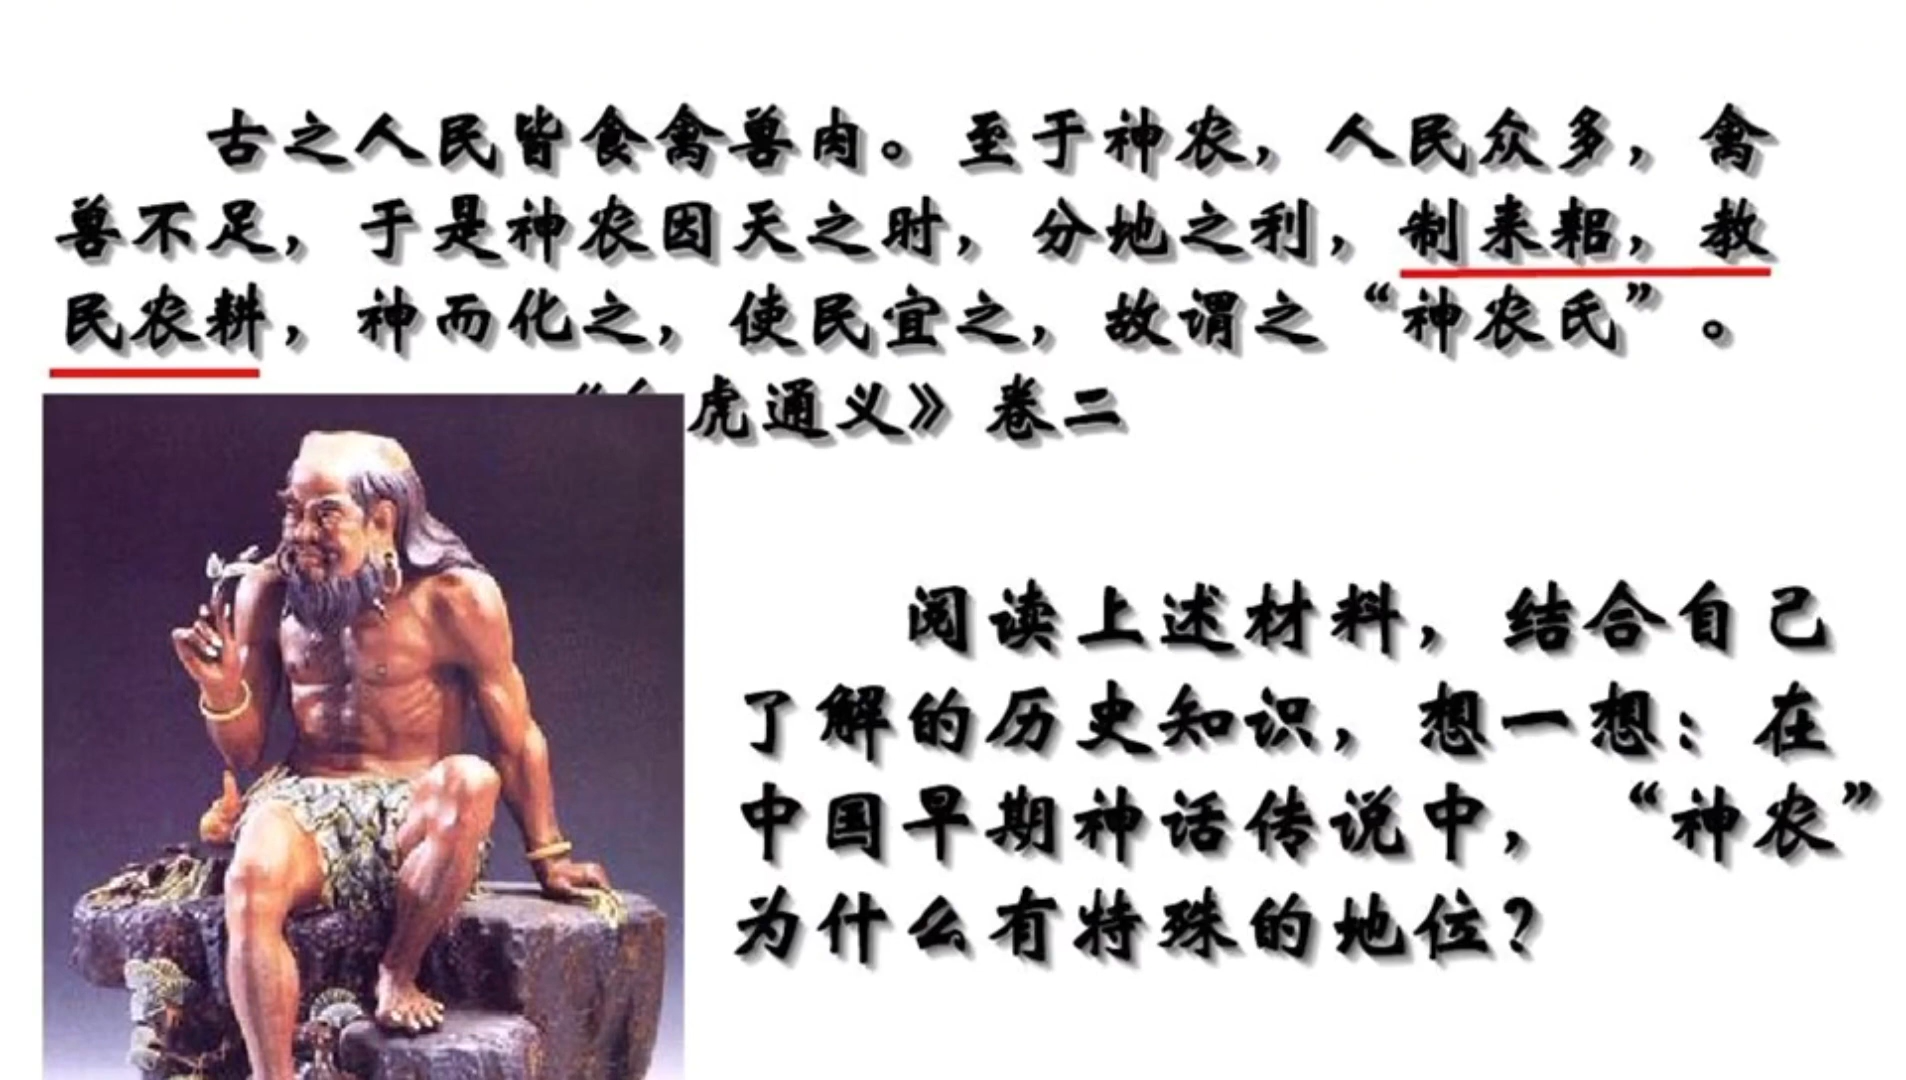 古之人民皆食禽兽肉。至于神农，人民众多，禽
兽不足，于是神农因天之时，分地之利，制耒耜，教
民农耕，神而化之，使民宜之，故谓之“神农氏”。
虎通义》卷二
阅读上述材料，结合自己
了解的历史知识，想一想：在
中国早期神话传说中，“神农”
为什么有特殊的地位？